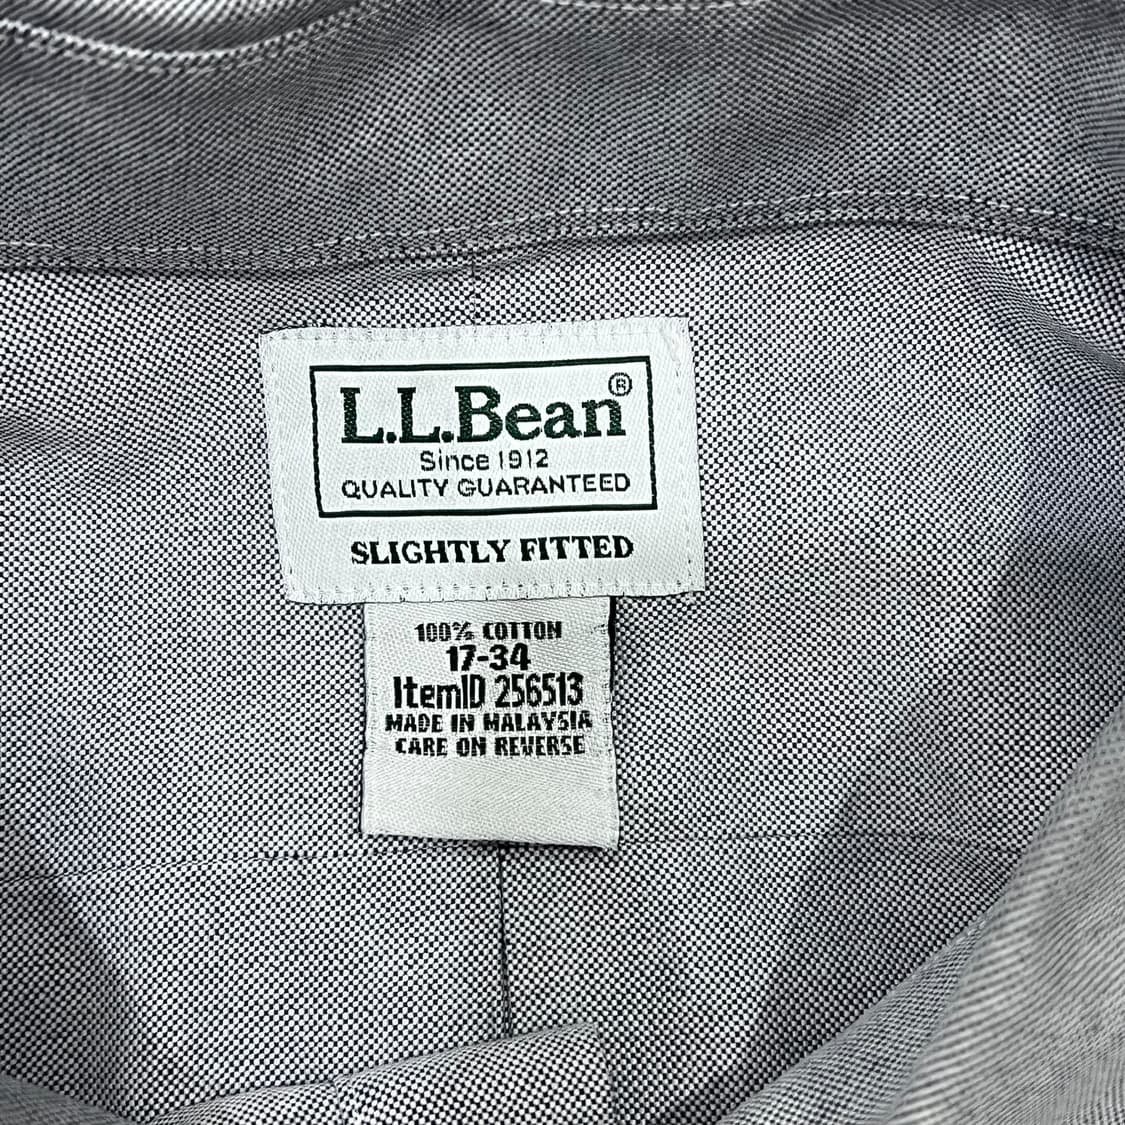 L.L.Bean®
Since 1912
QUALITY GUARANTEED
SLIGHTLY FITTED
100% COTTON
17-34
ItemID 256513
MADE IN MALAYSIA
CARE ON REVERSE